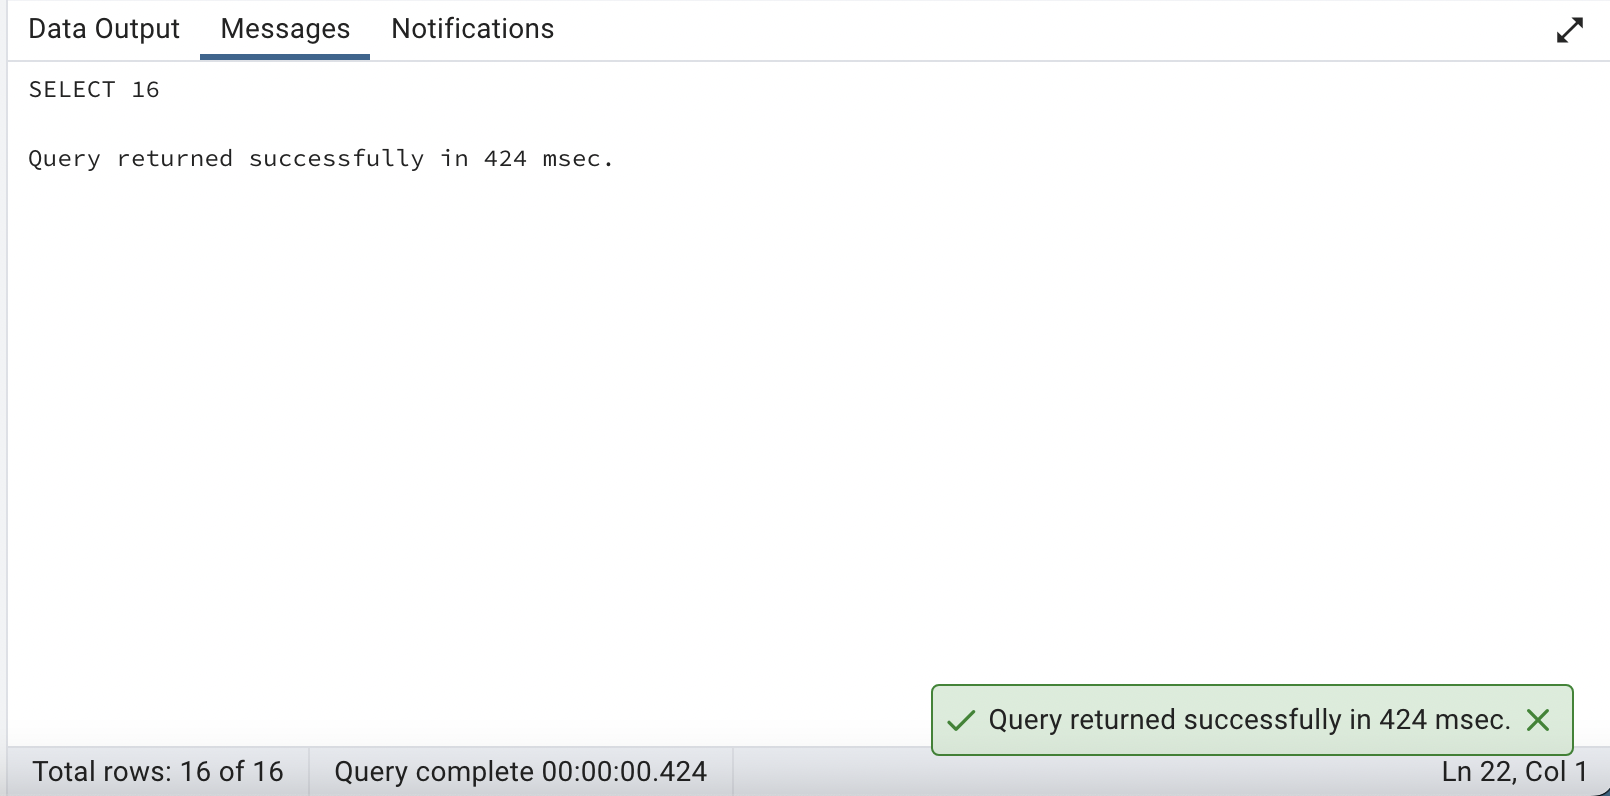 Data Output Messages Notifications
SELECT 16
Query returned successfully in 424 msec.
Query returned successfully in 424 msec.
Total rows: 16 of 16 Query complete 00:00:00.424 Ln 22, Col 1